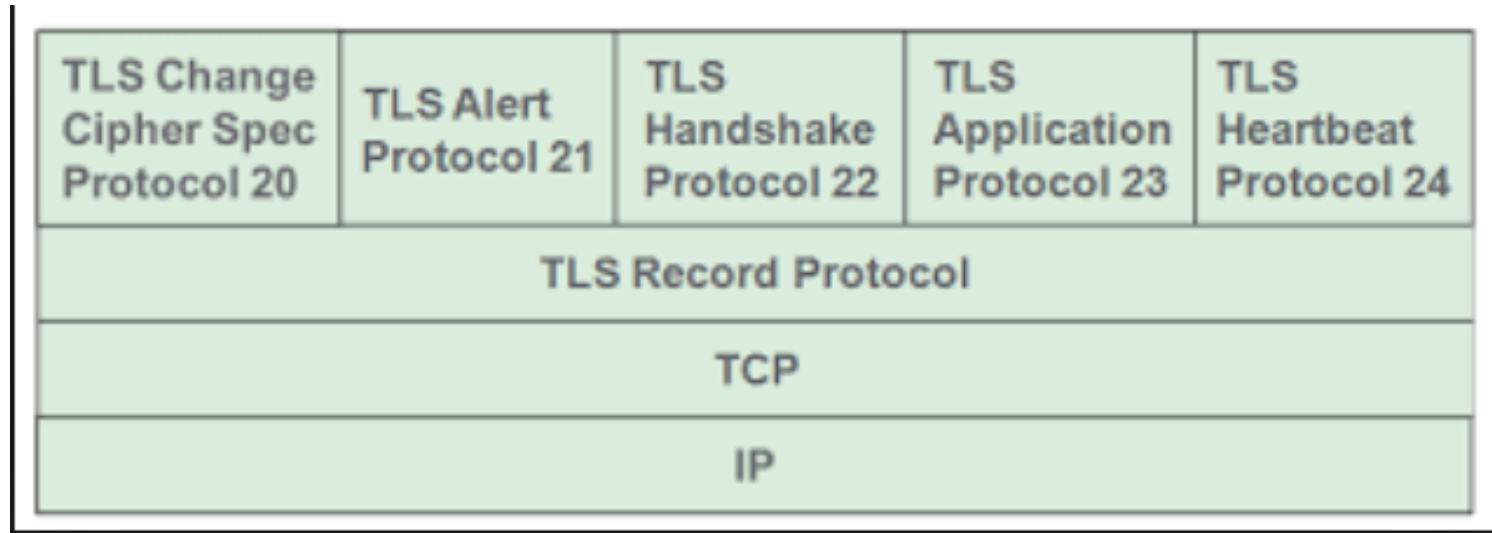 TLS Change
Cipher Spec
Protocol 20
TLS Alert
Protocol 21
TLS
Handshake
Protocol 22
TLS
Application
Protocol 23
TLS
Heartbeat
Protocol 24
TLS Record Protocol
TCP
IP